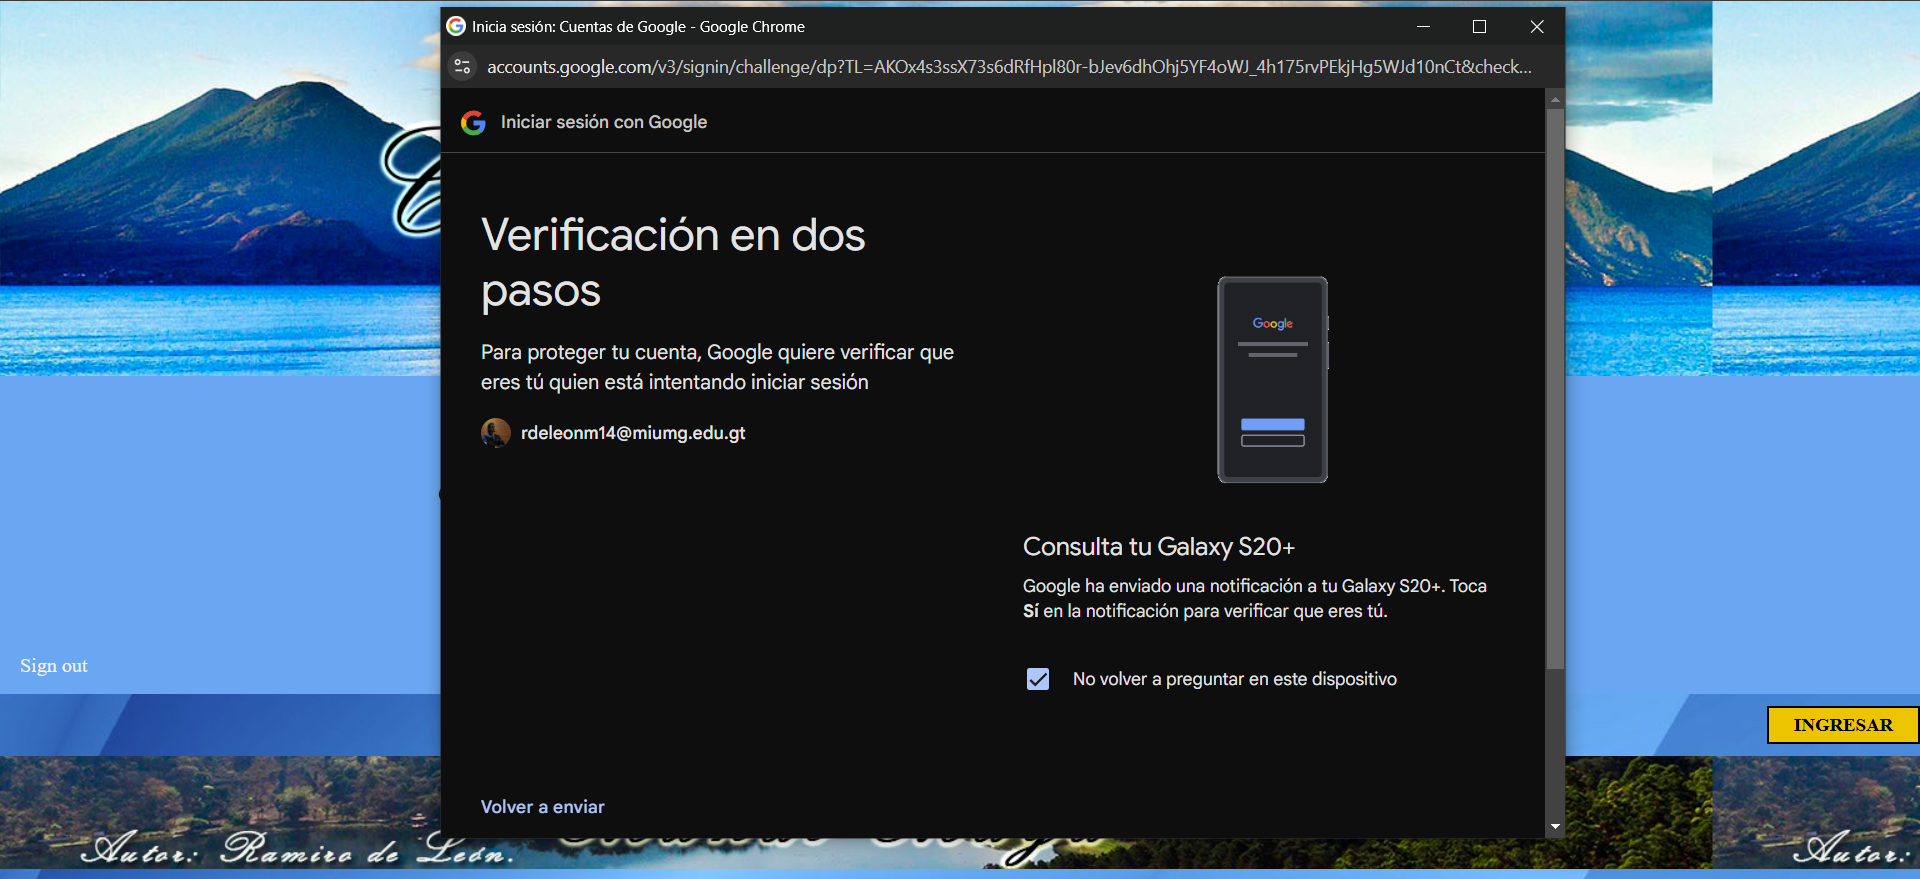 Inicia sesión: Cuentas de Google - Google Chrome
accounts.google.com/v3/signin/challenge/dp?TL=AKOx4s3ssX73s6dRfHpl80r-bJev6dhOhj5YF4oWJ_4h175rvPEkjHg5WJd10nCt&check...
Iniciar sesión con Google
Verificación en dos
pasos
Para proteger tu cuenta, Google quiere verificar que
eres tú quien está intentando iniciar sesión
rdeleonm14@miumg.edu.gt
Google
Consulta tu Galaxy S20+
Google ha enviado una notificación a tu Galaxy S20+. Toca
Sí en la notificación para verificar que eres tú.
No volver a preguntar en este dispositivo
Volver a enviar
Sign out
INGRESAR
Autor: Ramiro de León.
Autor: